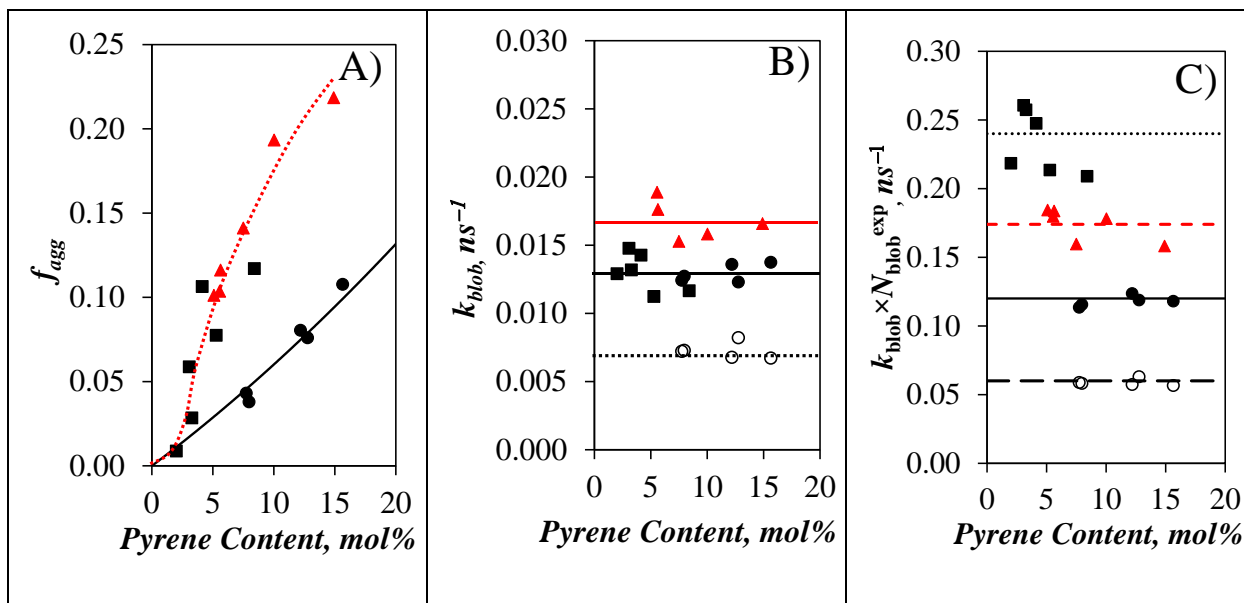 A)
f_agg
0.25
0.20
0.15
0.10
0.05
0.00
0 5 10 15 20
Pyrene Content, mol%
B)
k_blob, ns⁻¹
0.030
0.025
0.020
0.015
0.010
0.005
0.000
0 5 10 15 20
Pyrene Content, mol%
C)
k_blob×N_blob^exp, ns⁻¹
0.30
0.25
0.20
0.15
0.10
0.05
0.00
0 5 10 15 20
Pyrene Content, mol%